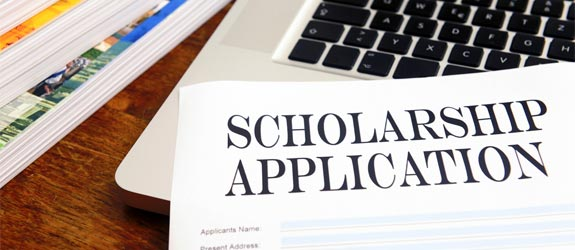 SCHOLARSHIP
APPLICATION
Applicants Name:
Present Address: